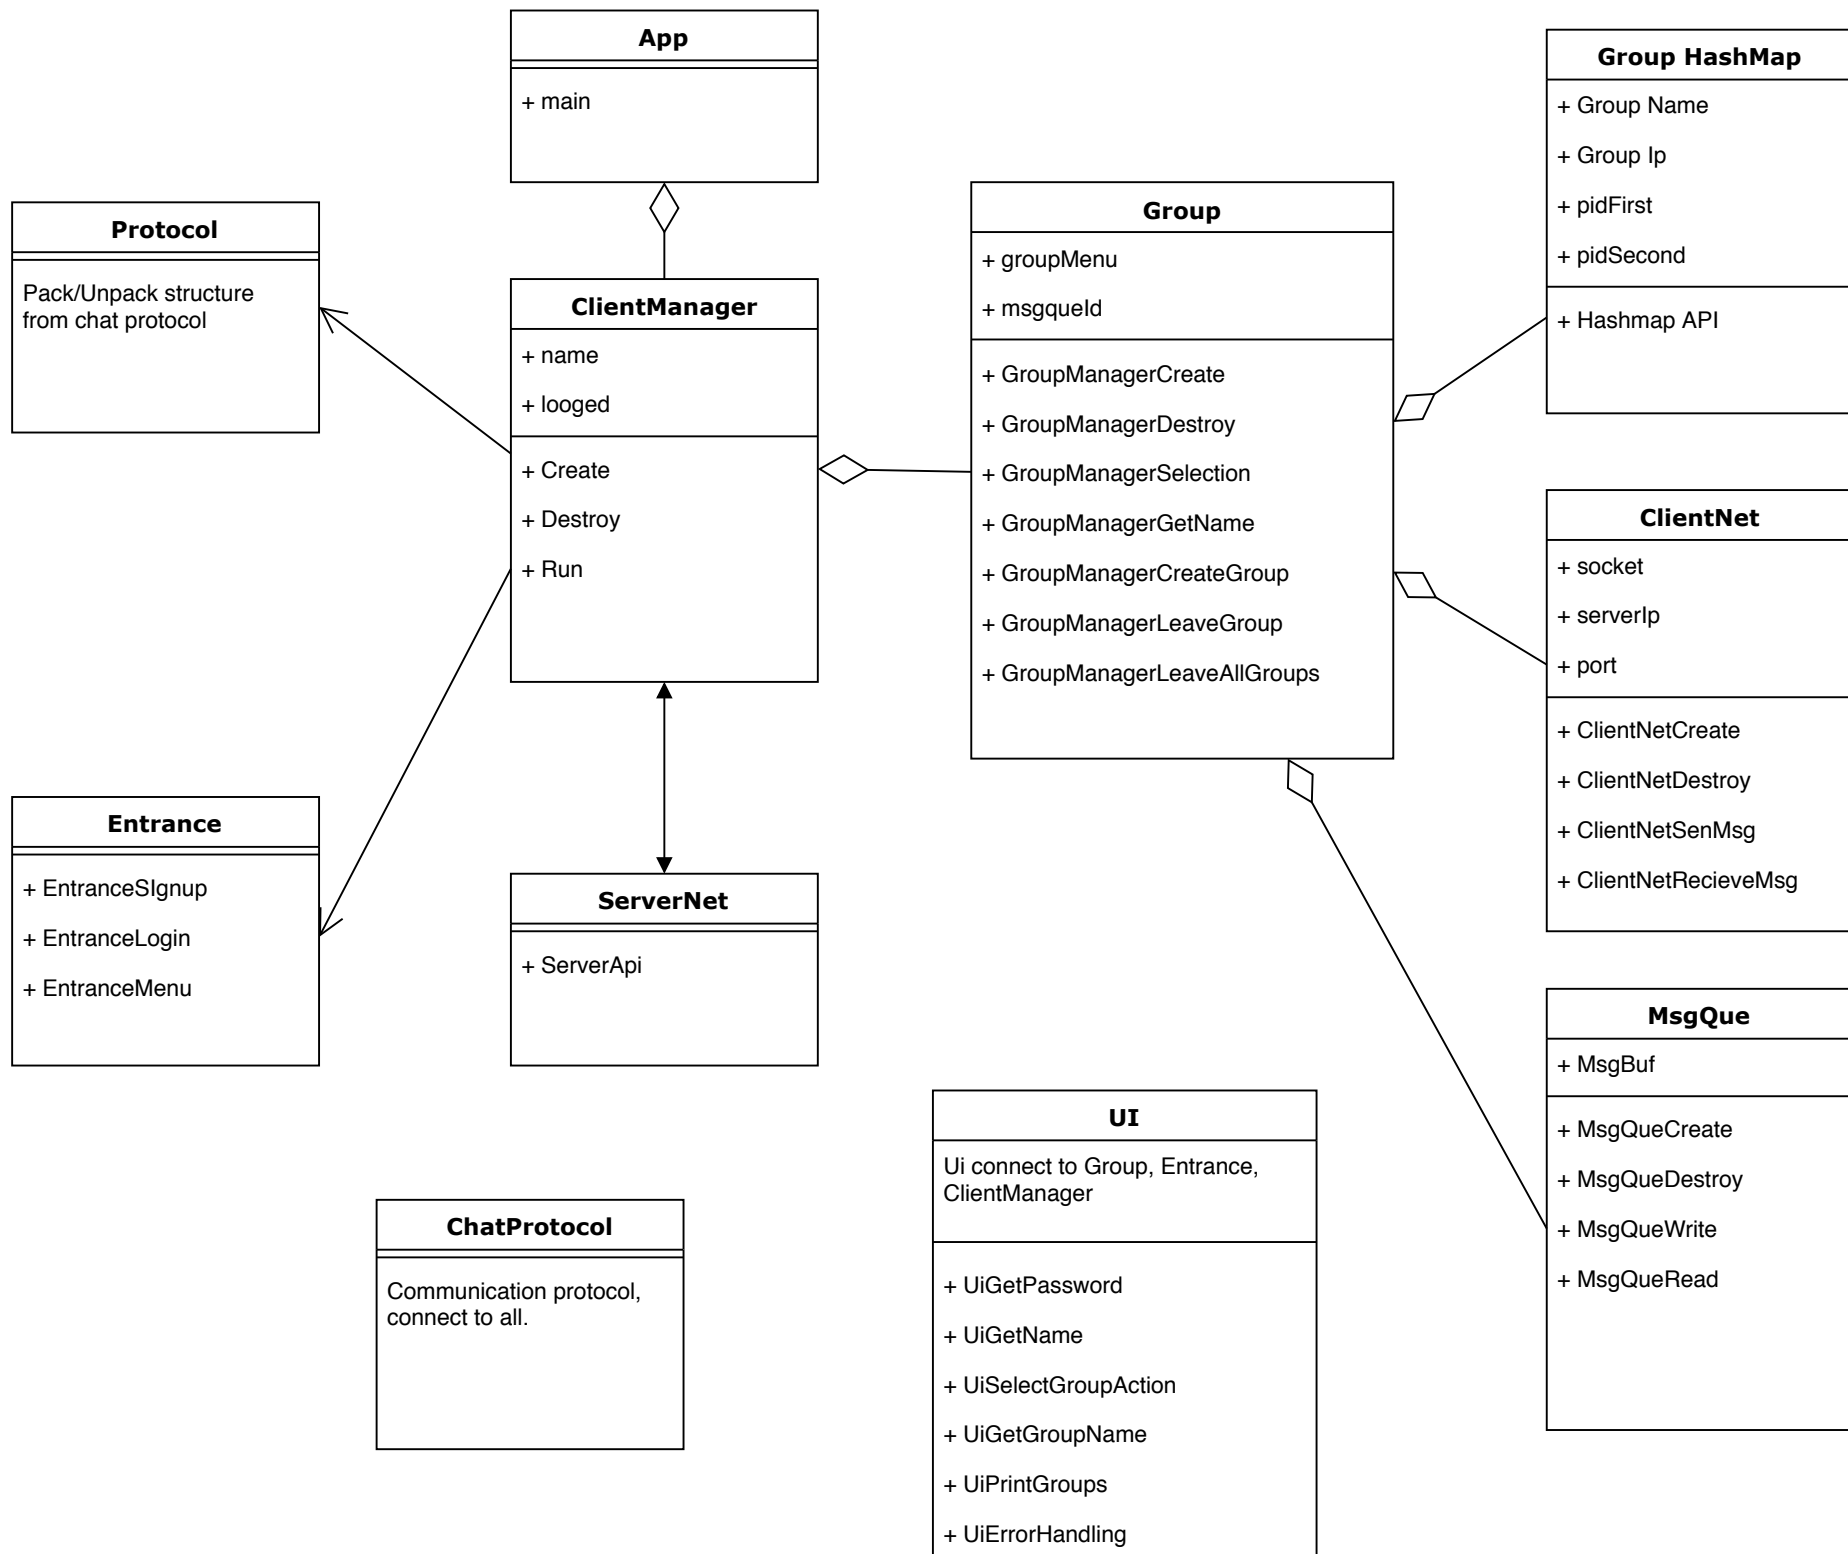 App
+ main
Group HashMap
+ Group Name
+ Group Ip
+ pidFirst
+ pidSecond
+ Hashmap API
Protocol
Pack/Unpack structure
from chat protocol
ClientManager
+ name
+ looged
+ Create
+ Destroy
+ Run
Group
+ groupMenu
+ msgqueId
+ GroupManagerCreate
+ GroupManagerDestroy
+ GroupManagerSelection
+ GroupManagerGetName
+ GroupManagerCreateGroup
+ GroupManagerLeaveGroup
+ GroupManagerLeaveAllGroups
ClientNet
+ socket
+ serverIp
+ port
+ ClientNetCreate
+ ClientNetDestroy
+ ClientNetSenMsg
+ ClientNetRecieveMsg
Entrance
+ EntranceSIgnup
+ EntranceLogin
+ EntranceMenu
ServerNet
+ ServerApi
MsgQue
+ MsgBuf
+ MsgQueCreate
+ MsgQueDestroy
+ MsgQueWrite
+ MsgQueRead
ChatProtocol
Communication protocol,
connect to all.
UI
Ui connect to Group, Entrance,
ClientManager
+ UiGetPassword
+ UiGetName
+ UiSelectGroupAction
+ UiGetGroupName
+ UiPrintGroups
+ UiErrorHandling